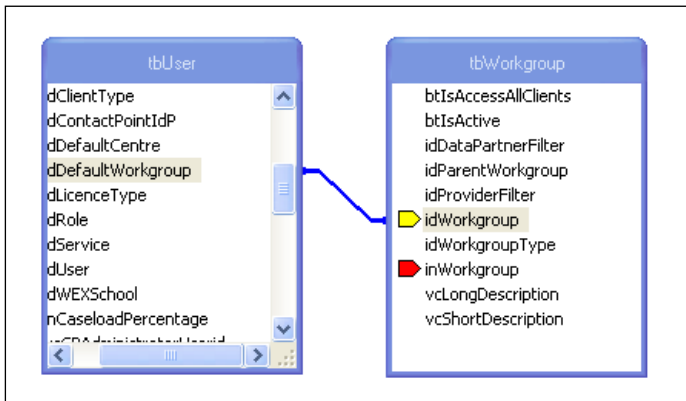 tbUser
dClientType
dContactPointIdP
dDefaultCentre
dDefaultWorkgroup
dLicenceType
dRole
dService
dUser
dWEXSchool
nCaseloadPercentage
tbWorkgroup
btIsAccessAllClients
btIsActive
idDataPartnerFilter
idParentWorkgroup
idProviderFilter
idWorkgroup
idWorkgroupType
inWorkgroup
vcLongDescription
vcShortDescription